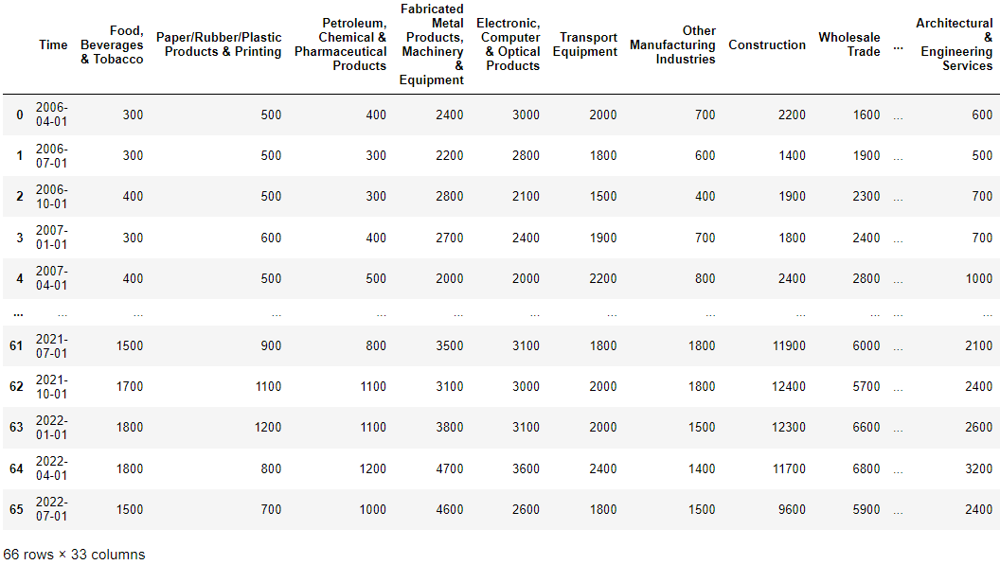 Time Food, Beverages & Tobacco Paper/Rubber/Plastic Products & Printing Petroleum, Chemical & Pharmaceutical Products Fabricated Metal Products, Machinery & Equipment Electronic, Computer & Optical Products Transport Equipment Other Manufacturing Industries Construction Wholesale Trade ... Architectural & Engineering Services
0 2006-04-01 300 500 400 2400 3000 2000 700 2200 1600 ... 600
1 2006-07-01 300 500 300 2200 2800 1800 600 1400 1900 ... 500
2 2006-10-01 400 500 300 2800 2100 1500 400 1900 2300 ... 700
3 2007-01-01 300 600 400 2700 2400 1900 700 1800 2400 ... 700
4 2007-04-01 400 500 500 2000 2000 2200 800 2400 2800 ... 1000
... ... ... ... ... ... ... ... ... ... ... ... ...
61 2021-07-01 1500 900 800 3500 3100 1800 1800 11900 6000 ... 2100
62 2021-10-01 1700 1100 1100 3100 3000 2000 1800 12400 5700 ... 2400
63 2022-01-01 1800 1200 1100 3800 3100 2000 1500 12300 6600 ... 2600
64 2022-04-01 1800 800 1200 4700 3600 2400 1400 11700 6800 ... 3200
65 2022-07-01 1500 700 1000 4600 2600 1800 1500 9600 5900 ... 2400
66 rows × 33 columns